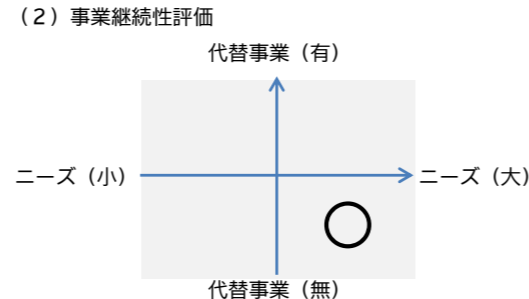 （2）事業継続性評価
代替事業（有）
ニーズ（小）
ニーズ（大）
代替事業（無）